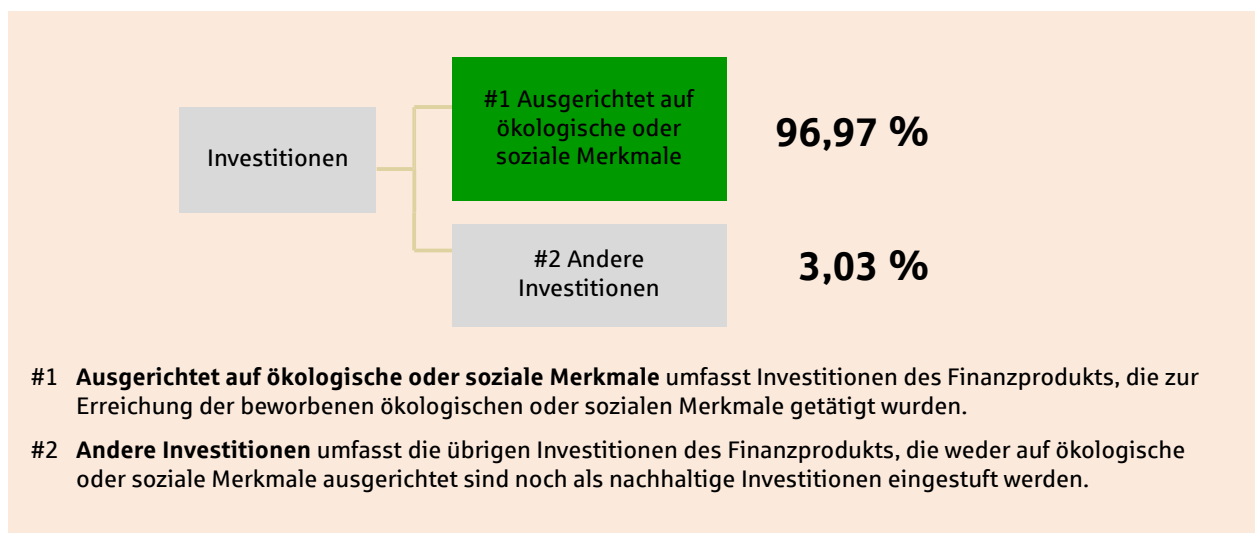 #1 Ausgerichtet auf
ökologische oder
soziale Merkmale
96,97 %
Investitionen
#2 Andere
Investitionen
3,03 %
#1 Ausgerichtet auf ökologische oder soziale Merkmale umfasst Investitionen des Finanzprodukts, die zur
Erreichung der beworbenen ökologischen oder sozialen Merkmale getätigt wurden.
#2 Andere Investitionen umfasst die übrigen Investitionen des Finanzprodukts, die weder auf ökologische
oder soziale Merkmale ausgerichtet sind noch als nachhaltige Investitionen eingestuft werden.